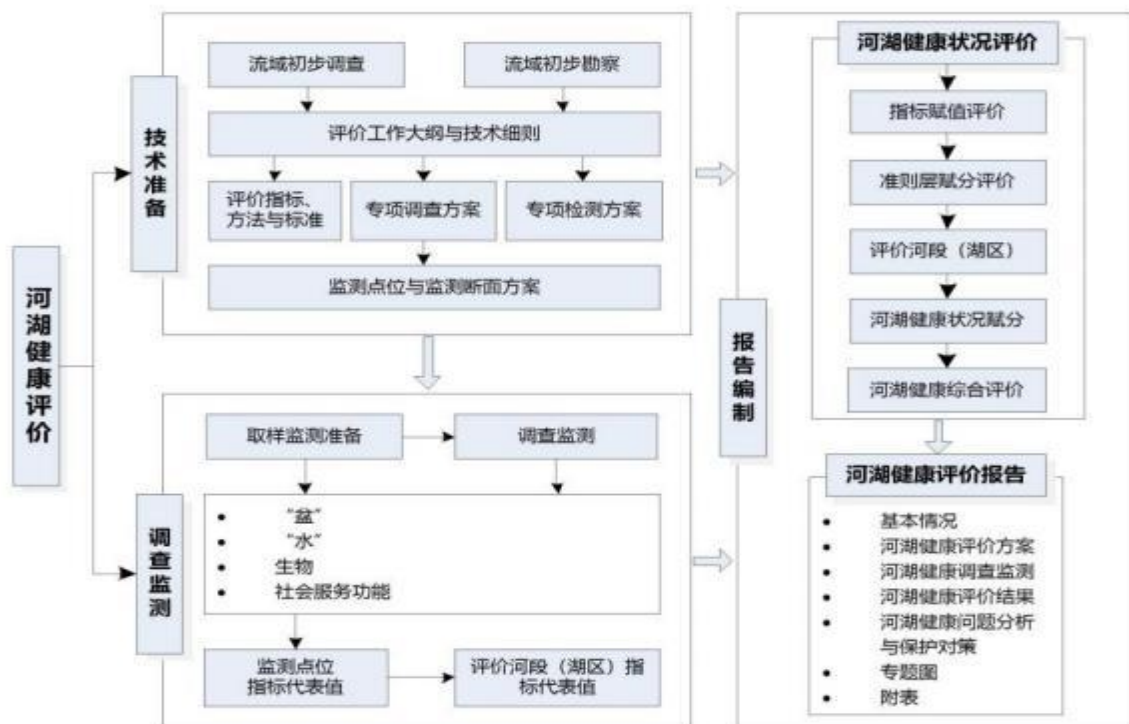 河湖健康评价
技术准备
流域初步调查
流域初步勘察
评价工作大纲与技术细则
评价指标、
方法与标准
专项调查方案
专项检测方案
监测点位与监测断面方案
调查监测
取样监测准备
调查监测
• “盆”
• “水”
• 生物
• 社会服务功能
监测点位
指标代表值
评价河段（湖区）指
标代表值
报告编制
河湖健康状况评价
指标赋值评价
准则层赋分评价
评价河段（湖区）
河湖健康状况赋分
河湖健康综合评价
河湖健康评价报告
• 基本情况
• 河湖健康评价方案
• 河湖健康调查监测
• 河湖健康评价结果
• 河湖健康问题分析
与保护对策
• 专题图
• 附表